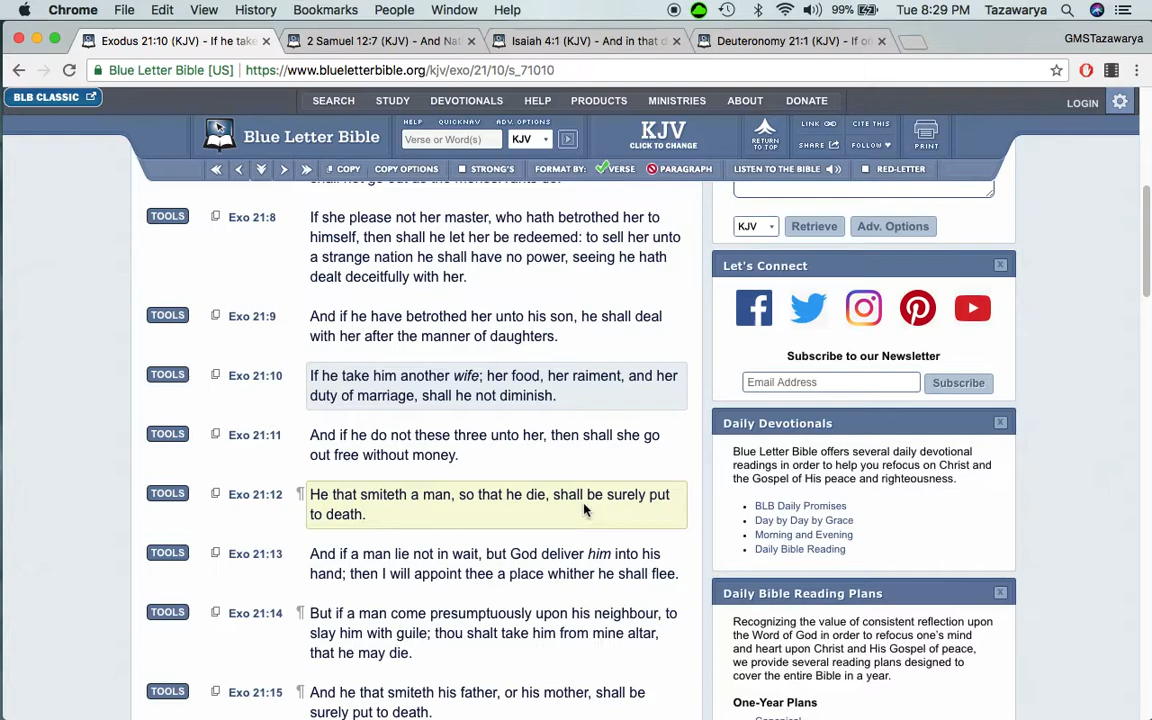 Chrome File Edit View History Bookmarks People Window Help 99% Tue 8:29 PM Tazawarya
Exodus 21:10 (KJV) - If he take 2 Samuel 12:7 (KJV) - And Nat Isaiah 4:1 (KJV) - And in that d Deuteronomy 21:1 (KJV) - If on GMSTazawarya
Blue Letter Bible [US] https://www.blueletterbible.org/kjv/exo/21/10/s_71010
BLB CLASSIC SEARCH STUDY DEVOTIONALS HELP PRODUCTS MINISTRIES ABOUT DONATE LOGIN
HELP QUICKNAV ADV. OPTIONS
Blue Letter Bible Verse or Word(s) KJV
KJV
CLICK TO CHANGE
RETURN
TO TOP
LINK CITE THIS
SHARE FOLLOW
PRINT
COPY COPY OPTIONS STRONG'S FORMAT BY: VERSE PARAGRAPH LISTEN TO THE BIBLE RED-LETTER
TOOLS Exo 21:8 If she please not her master, who hath betrothed her to
himself, then shall he let her be redeemed: to sell her unto
a strange nation he shall have no power, seeing he hath
dealt deceitfully with her.
TOOLS Exo 21:9 And if he have betrothed her unto his son, he shall deal
with her after the manner of daughters.
TOOLS Exo 21:10 If he take him another wife; her food, her raiment, and her
duty of marriage, shall he not diminish.
TOOLS Exo 21:11 And if he do not these three unto her, then shall she go
out free without money.
TOOLS Exo 21:12 ¶ He that smiteth a man, so that he die, shall be surely put
to death.
TOOLS Exo 21:13 And if a man lie not in wait, but God deliver him into his
hand; then I will appoint thee a place whither he shall flee.
TOOLS Exo 21:14 ¶ But if a man come presumptuously upon his neighbour, to
slay him with guile; thou shalt take him from mine altar,
that he may die.
TOOLS Exo 21:15 ¶ And he that smiteth his father, or his mother, shall be
surely put to death.
KJV Retrieve Adv. Options
Let's Connect
Subscribe to our Newsletter
Email Address Subscribe
Daily Devotionals
Blue Letter Bible offers several daily devotional
readings in order to help you refocus on Christ and
the Gospel of His peace and righteousness.
• BLB Daily Promises
• Day by Day by Grace
• Morning and Evening
• Daily Bible Reading
Daily Bible Reading Plans
Recognizing the value of consistent reflection upon
the Word of God in order to refocus one's mind
and heart upon Christ and His Gospel of peace,
we provide several reading plans designed to
cover the entire Bible in a year.
One-Year Plans